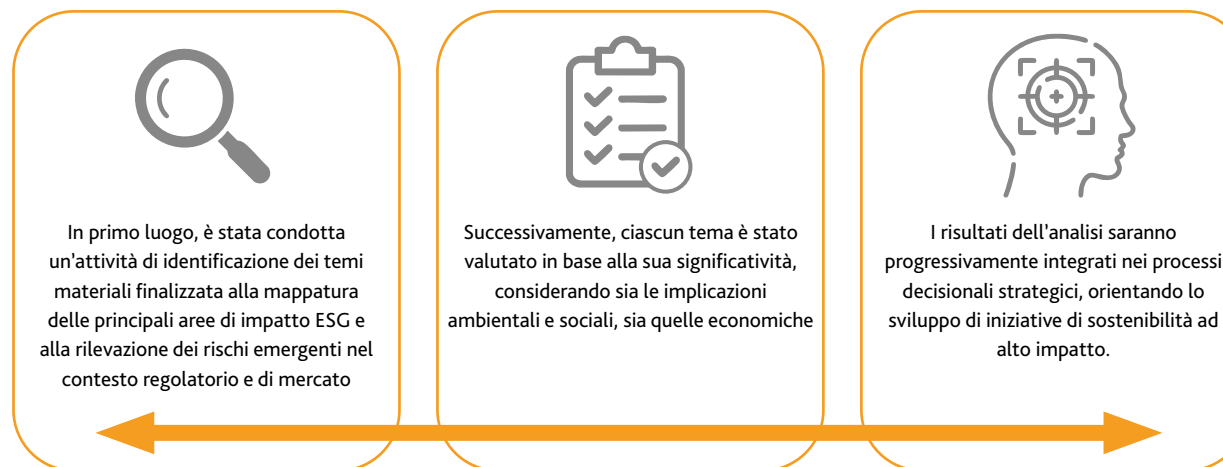 In primo luogo, è stata condotta
un'attività di identificazione dei temi
materiali finalizzata alla mappatura
delle principali aree di impatto ESG e
alla rilevazione dei rischi emergenti nel
contesto regolatorio e di mercato
Successivamente, ciascun tema è stato
valutato in base alla sua significatività,
considerando sia le implicazioni
ambientali e sociali, sia quelle economiche
I risultati dell'analisi saranno
progressivamente integrati nei processi
decisionali strategici, orientando lo
sviluppo di iniziative di sostenibilità ad
alto impatto.